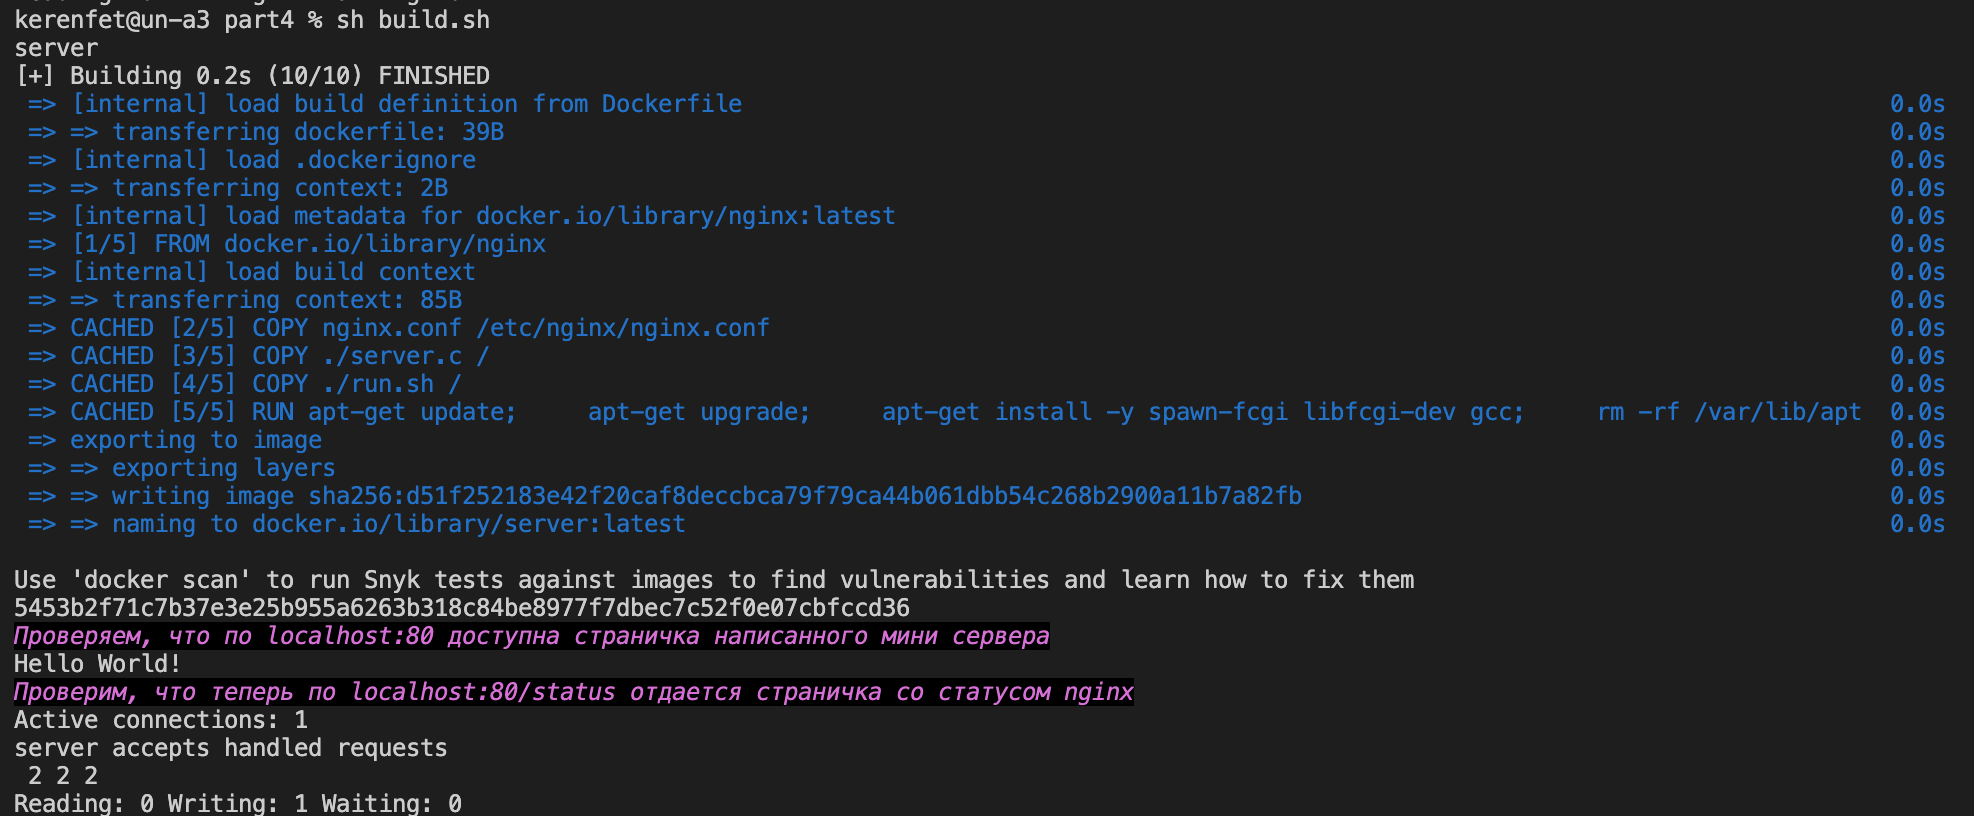 kerenfet@un-a3 part4 % sh build.sh
server
[+] Building 0.2s (10/10) FINISHED
=> [internal] load build definition from Dockerfile 0.0s
=> => transferring dockerfile: 39B 0.0s
=> [internal] load .dockerignore 0.0s
=> => transferring context: 2B 0.0s
=> [internal] load metadata for docker.io/library/nginx:latest 0.0s
=> [1/5] FROM docker.io/library/nginx 0.0s
=> [internal] load build context 0.0s
=> => transferring context: 85B 0.0s
=> CACHED [2/5] COPY nginx.conf /etc/nginx/nginx.conf 0.0s
=> CACHED [3/5] COPY ./server.c / 0.0s
=> CACHED [4/5] COPY ./run.sh / 0.0s
=> CACHED [5/5] RUN apt-get update;     apt-get upgrade;     apt-get install -y spawn-fcgi libfcgi-dev gcc;     rm -rf /var/lib/apt 0.0s
=> exporting to image 0.0s
=> => exporting layers 0.0s
=> => writing image sha256:d51f252183e42f20caf8deccbca79f79ca44b061dbb54c268b2900a11b7a82fb 0.0s
=> => naming to docker.io/library/server:latest 0.0s
Use 'docker scan' to run Snyk tests against images to find vulnerabilities and learn how to fix them
5453b2f71c7b37e3e25b955a6263b318c84be8977f7dbec7c52f0e07cbfccd36
Проверяем, что по localhost:80 доступна страничка написанного мини сервера
Hello World!
Проверим, что теперь по localhost:80/status отдается страничка со статусом nginx
Active connections: 1
server accepts handled requests
 2 2 2
Reading: 0 Writing: 1 Waiting: 0